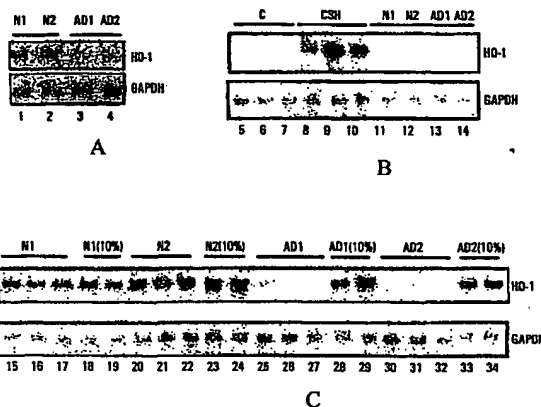 N1 N2 AD1 AD2
HO-1
GAPDH
1 2 3 4
A
C CSH N1 N2 AD1 AD2
HO-1
GAPDH
5 6 7 8 9 10 11 12 13 14
B
N1 N1(10%) N2 N2(10%) AD1 AD1(10%) AD2 AD2(10%)
HO-1
GAPDH
15 16 17 18 19 20 21 22 23 24 25 26 27 28 29 30 31 32 33 34
C